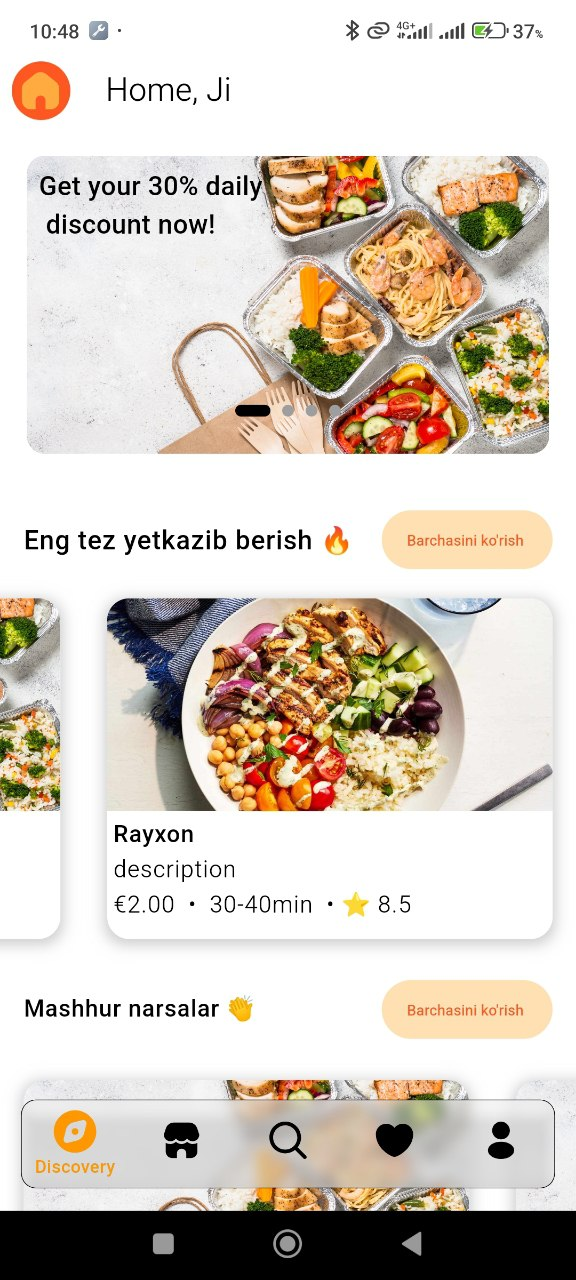 10:48
4G+ 37%
Home, Ji
Get your 30% daily
discount now!
Eng tez yetkazib berish 🔥
Barchasini ko'rish
Rayxon
description
€2.00 • 30-40min • ⭐ 8.5
Mashhur narsalar 👏
Barchasini ko'rish
Discovery